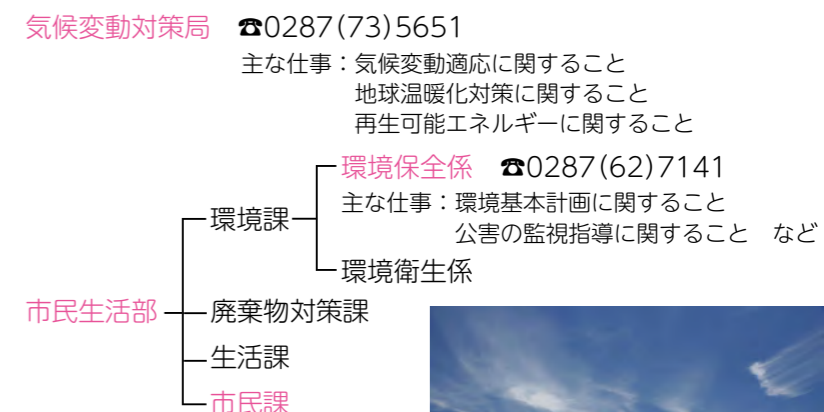 気候変動対策局　☎0287(73)5651
主な仕事：気候変動適応に関すること
地球温暖化対策に関すること
再生可能エネルギーに関すること
環境保全係　☎0287(62)7141
主な仕事：環境基本計画に関すること
環境課
公害の監視指導に関すること　など
環境衛生係
市民生活部
廃棄物対策課
生活課
市民課